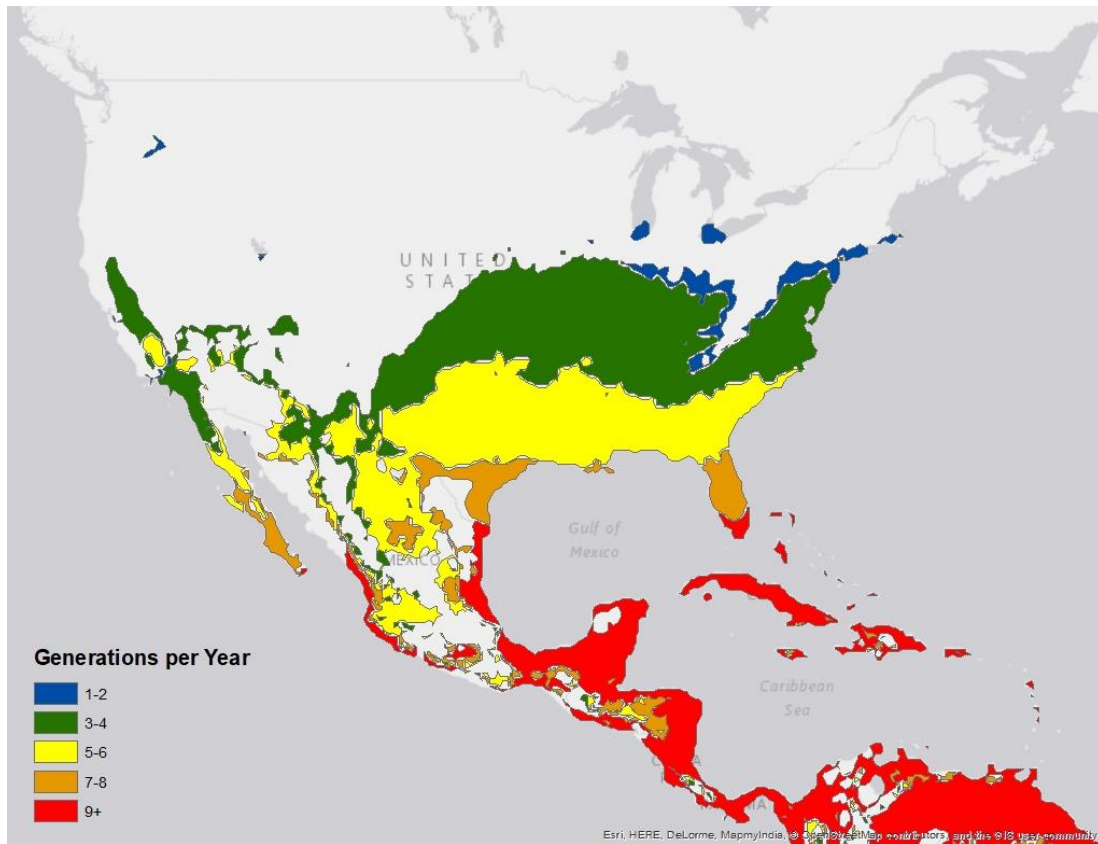 UNITED
STAT
Gulf of
Mexico
MEXICO
Caribbean
Sea
Generations per Year
1-2
3-4
5-6
7-8
9+
Esri, HERE, DeLorme, MapmyIndia, © OpenStreetMap contributors, and the GIS user community